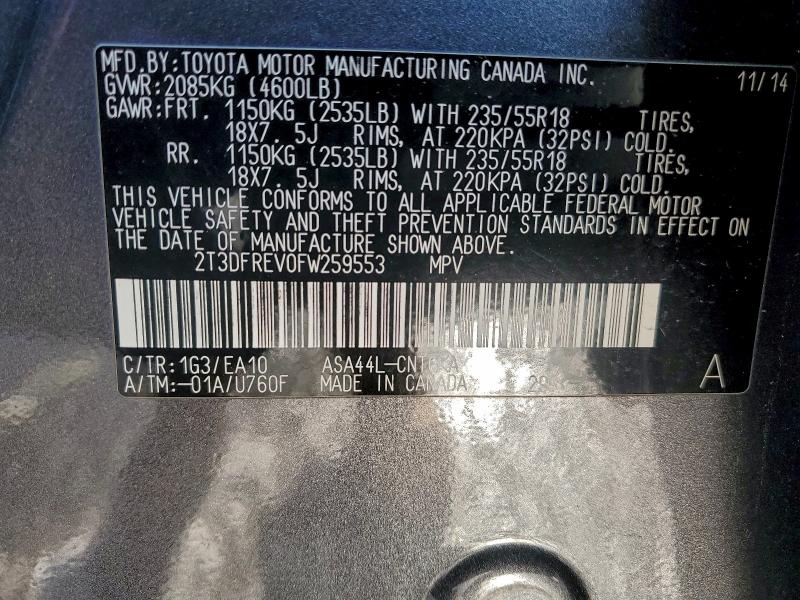 MFD.BY:TOYOTA MOTOR MANUFACTURING CANADA INC. 11/14
GVWR:2085KG (4600LB)
GAWR:FRT. 1150KG (2535LB) WITH 235/55R18 TIRES,
18X7. 5J RIMS, AT 220KPA (32PSI) COLD.
RR. 1150KG (2535LB) WITH 235/55R18 TIRES,
18X7. 5J RIMS, AT 220KPA (32PSI) COLD.
THIS VEHICLE CONFORMS TO ALL APPLICABLE FEDERAL MOTOR
VEHICLE SAFETY AND THEFT PREVENTION STANDARDS IN EFFECT ON
THE DATE OF MANUFACTURE SHOWN ABOVE.
2T3DFREV0FW259553 MPV
C/TR:1G3/EA10 
A/TM:-01A/U760F MADE IN CANADA
A